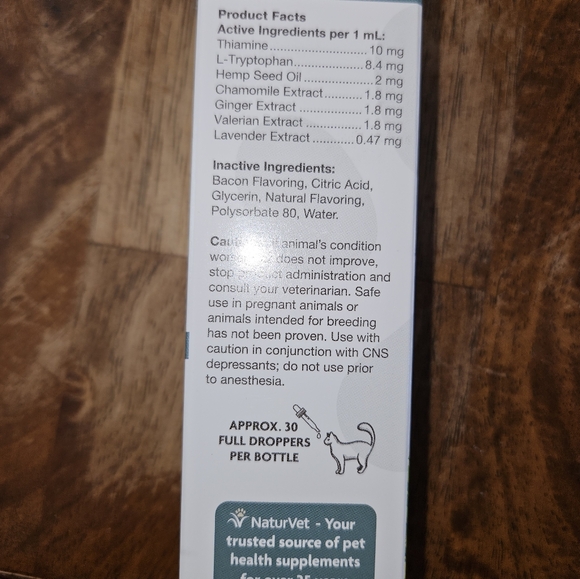 Product Facts
Active Ingredients per 1 mL:
Thiamine............................10 mg
L-Tryptophan.....................8.4 mg
Hemp Seed Oil....................2 mg
Chamomile Extract............1.8 mg
Ginger Extract...................1.8 mg
Valerian Extract.................1.8 mg
Lavender Extract............0.47 mg
Inactive Ingredients:
Bacon Flavoring, Citric Acid,
Glycerin, Natural Flavoring,
Polysorbate 80, Water.
animal's condition
does not improve,
stop product administration and
consult your veterinarian. Safe
use in pregnant animals or
animals intended for breeding
has not been proven. Use with
caution in conjunction with CNS
depressants; do not use prior
to anesthesia.
APPROX. 30
FULL DROPPERS
PER BOTTLE
NaturVet - Your
trusted source of pet
health supplements